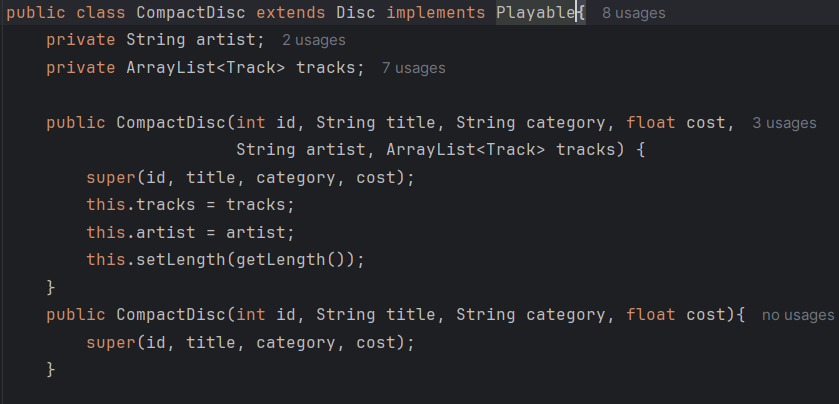 public class CompactDisc extends Disc implements Playable{ 8 usages
    private String artist; 2 usages
    private ArrayList<Track> tracks; 7 usages

    public CompactDisc(int id, String title, String category, float cost, 3 usages
                       String artist, ArrayList<Track> tracks) {
        super(id, title, category, cost);
        this.tracks = tracks;
        this.artist = artist;
        this.setLength(getLength());
    }
    public CompactDisc(int id, String title, String category, float cost){ no usages
        super(id, title, category, cost);
    }